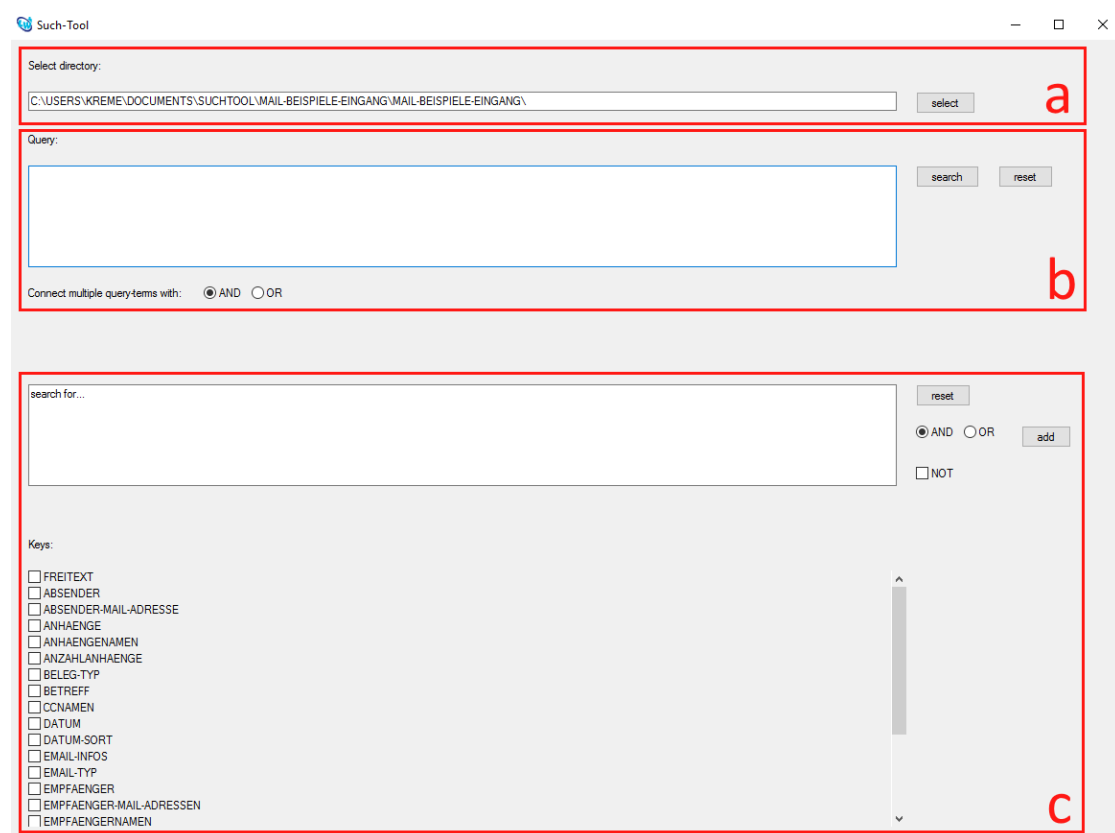 Such-Tool
Select directory:
C:\USERS\KREME\DOCUMENTS\SUCHTOOL\MAIL-BEISPIELE-EINGANG\MAIL-BEISPIELE-EINGANG\ select a
Query:
search reset
b
Connect multiple query-terms with: AND OR
search for... reset
AND OR add
NOT
Keys:
FREITEXT
ABSENDER
ABSENDER-MAIL-ADRESSE
ANHAENGE
ANHAENGENAMEN
ANZAHLANHAENGE
BELEG-TYP
BETREFF
CCNAMEN
DATUM
DATUM-SORT
EMAIL-INFOS
EMAIL-TYP
EMPFAENGER
EMPFAENGER-MAIL-ADRESSEN
EMPFAENGERNAMEN
c